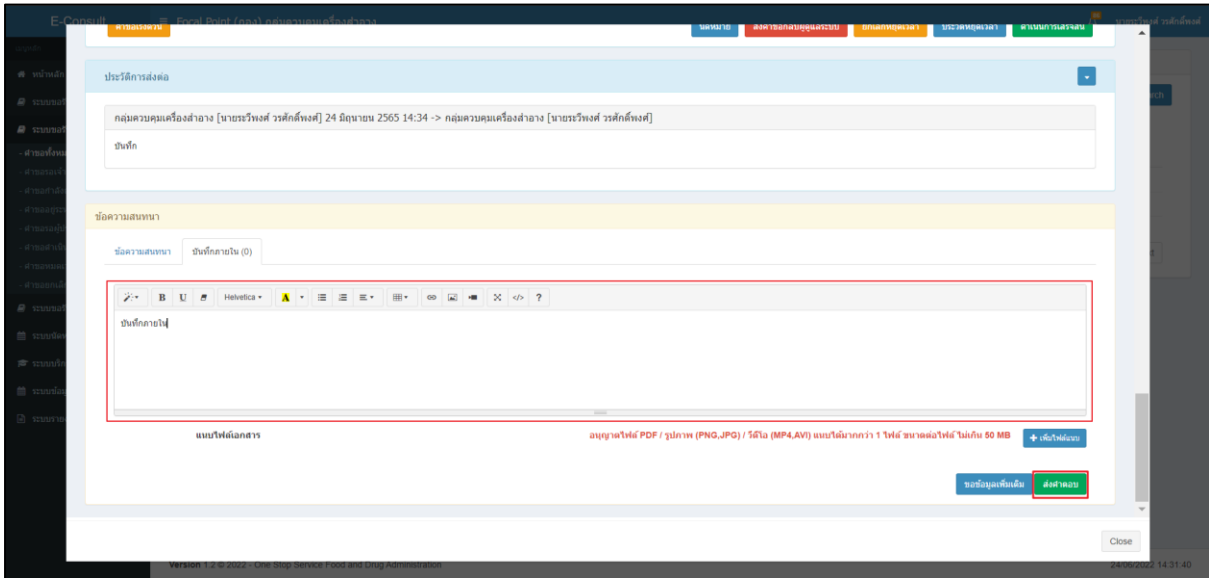 E-Consult
Focal Point (กอง) กลุ่มควบคุมเครื่องสำอาง
นายระวีพงศ์ วรศักดิ์พงศ์
หน้าหลัก
คำขอเร่งด่วน
นัดหมาย
ส่งคำขอกลับผู้ดูแลระบบ
ยกเลิกหยุดเวลา
ประวัติหยุดเวลา
ดำเนินการเสร็จสิ้น
ประวัติการส่งต่อ
กลุ่มควบคุมเครื่องสำอาง [นายระวีพงศ์ วรศักดิ์พงศ์] 24 มิถุนายน 2565 14:34 -> กลุ่มควบคุมเครื่องสำอาง [นายระวีพงศ์ วรศักดิ์พงศ์]
บันทึก
ข้อความสนทนา
ข้อความสนทนา บันทึกภายใน (0)
B U Helvetica A </> ?
บันทึกภายใน
แนบไฟล์เอกสาร
อนุญาตไฟล์ PDF / รูปภาพ (PNG,JPG) / วีดีโอ (MP4,AVI) แนบได้มากกว่า 1 ไฟล์ ขนาดต่อไฟล์ ไม่เกิน 50 MB
+ เพิ่มไฟล์แนบ
ขอข้อมูลเพิ่มเติม ส่งคำตอบ
Close
Version 1.2 © 2022 - One Stop Service Food and Drug Administration
24/06/2022 14:31:40